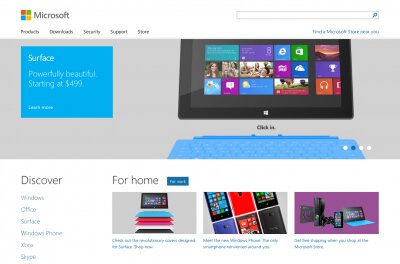 Microsoft
Products Downloads Security Support Store
Find a Microsoft Store near you
Surface
Powerfully beautiful.
Starting at $499.
Learn more
Click in.
Discover
For home
For work
Windows
Office
Surface
Windows Phone
Xbox
Skype
Check out the revolutionary covers designed
for Surface. Shop now.
Meet the new Windows Phone. The only
smartphone reinvented around you.
Get free shipping when you shop at the
Microsoft Store.